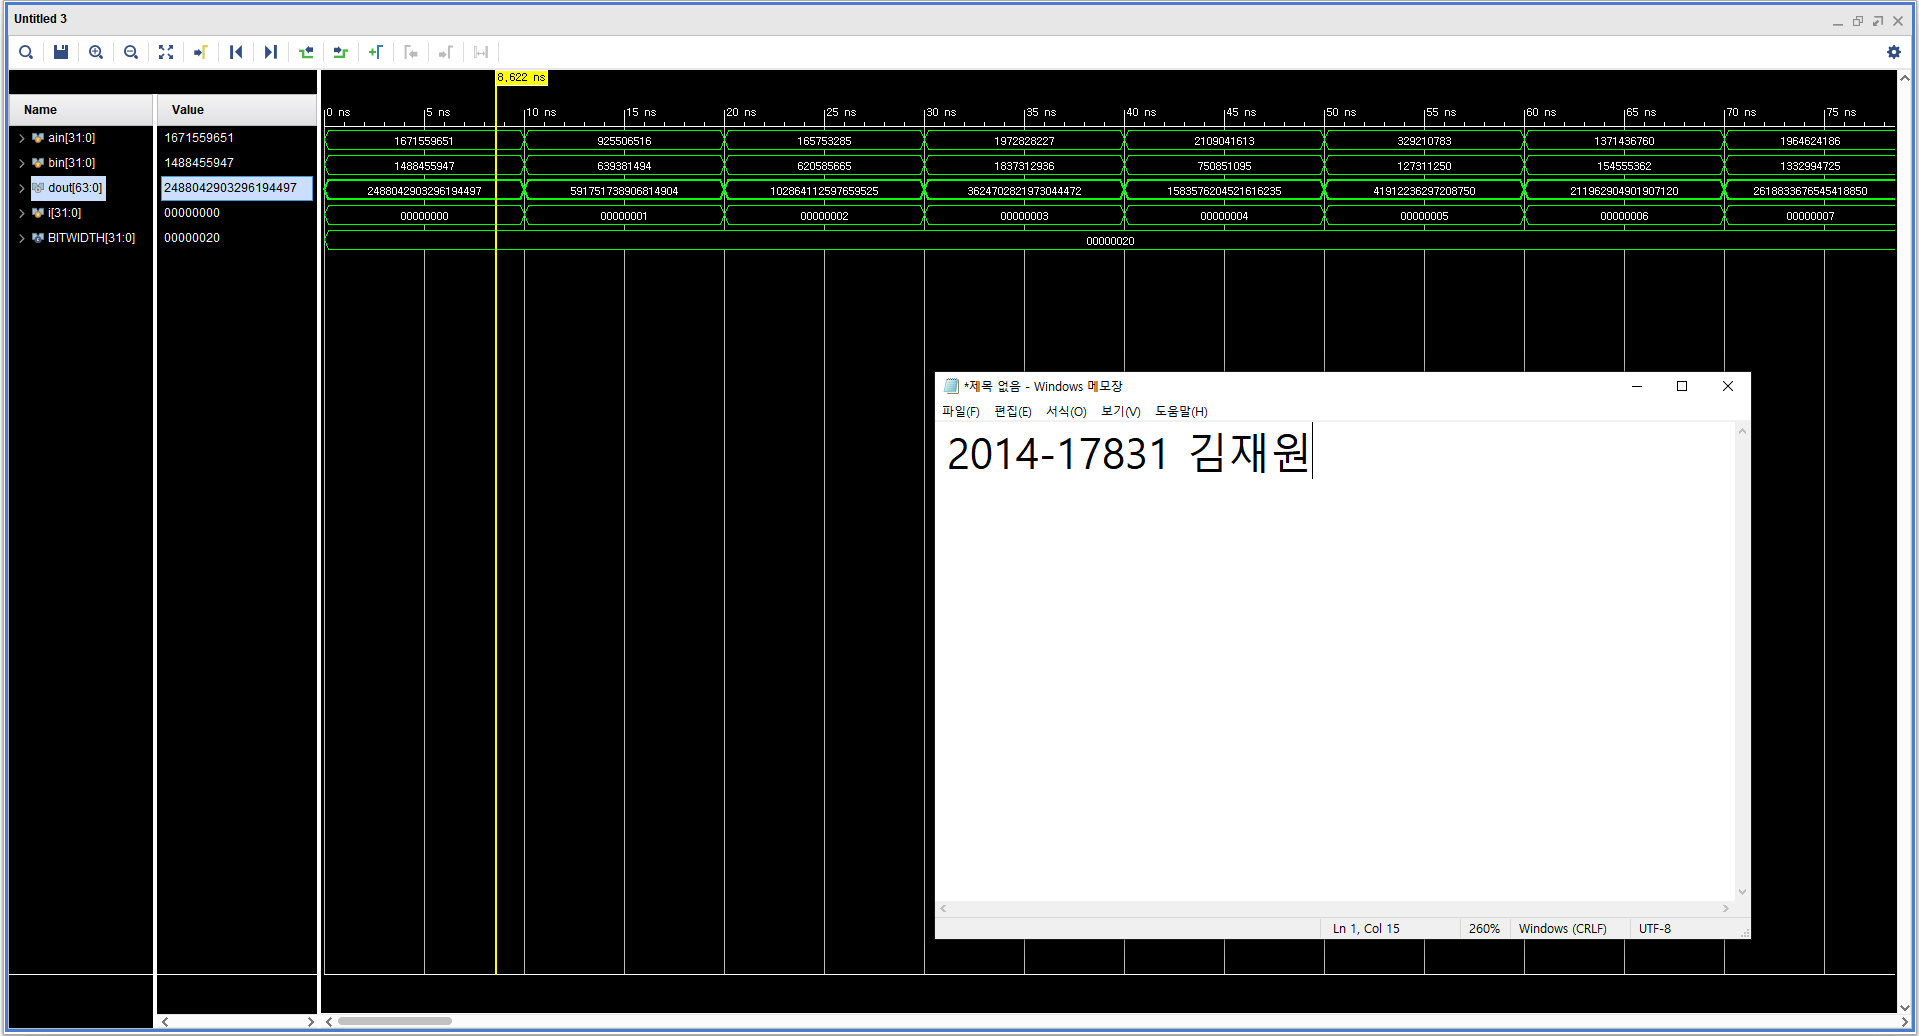 Untitled 3
8.622 ns
Name
Value
0 ns 5 ns 10 ns 15 ns 20 ns 25 ns 30 ns 35 ns 40 ns 45 ns 50 ns 55 ns 60 ns 65 ns 70 ns 75 ns
ain[31:0] 1671559651 1671559651 925506516 165753285 1972828227 2109041613 329210783 1371436760 1964624186
bin[31:0] 1488455947 1488455947 639381494 620585665 1837312936 750851095 127311250 154555362 1332994725
dout[63:0] 2488042903296194497 2488042903296194497 591751738906814904 102864112597659525 3624702821973044472 1583576204521616235 41912236297208750 211962904901907120 2618833676545418850
i[31:0] 00000000 00000000 00000001 00000002 00000003 00000004 00000005 00000006 00000007
BITWIDTH[31:0] 00000020 00000020
*제목 없음 - Windows 메모장
파일(F) 편집(E) 서식(O) 보기(V) 도움말(H)
2014-17831 김재원
Ln 1, Col 15 260% Windows (CRLF) UTF-8